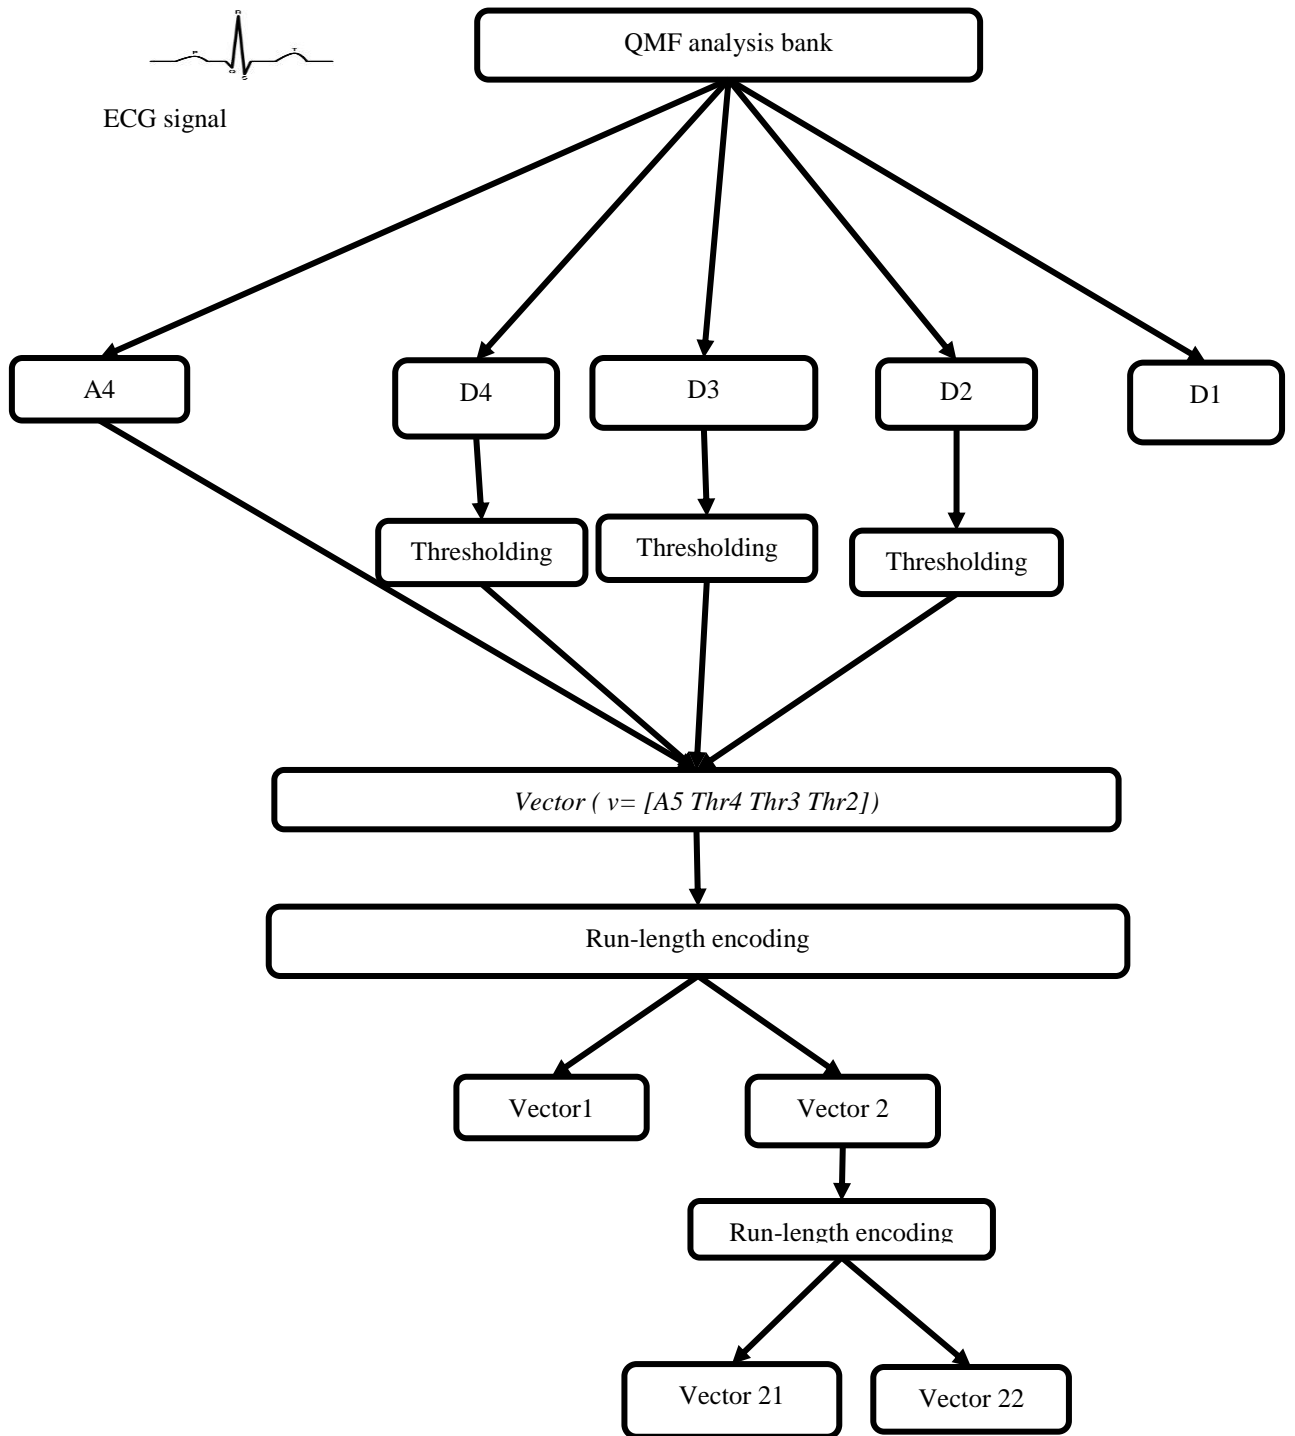 R
P
T
Q
S
ECG signal
QMF analysis bank
A4
D4
D3
D2
D1
Thresholding
Thresholding
Thresholding
Vector ( v= [A5 Thr4 Thr3 Thr2])
Run-length encoding
Vector1
Vector 2
Run-length encoding
Vector 21
Vector 22